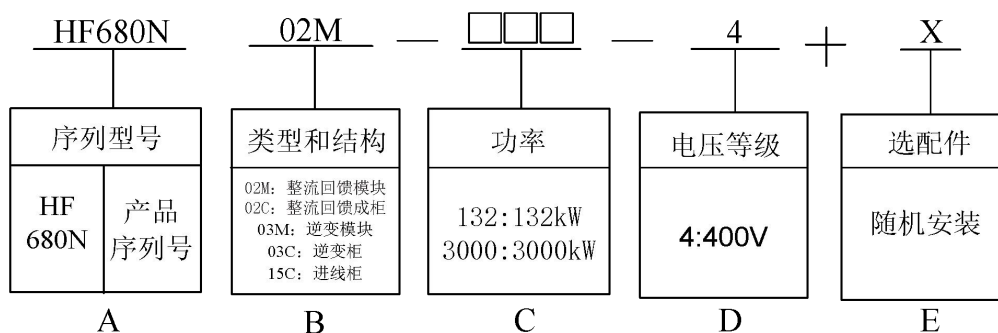 HF680N 02M — □□□ — 4 + X
序列型号 类型和结构 功率 电压等级 选配件
HF 680N
产品 序列号
02M: 整流回馈模块
02C: 整流回馈成柜
03M: 逆变模块
03C: 逆变柜
15C: 进线柜
132:132kW
3000:3000kW
4:400V
随机安装
A B C D E